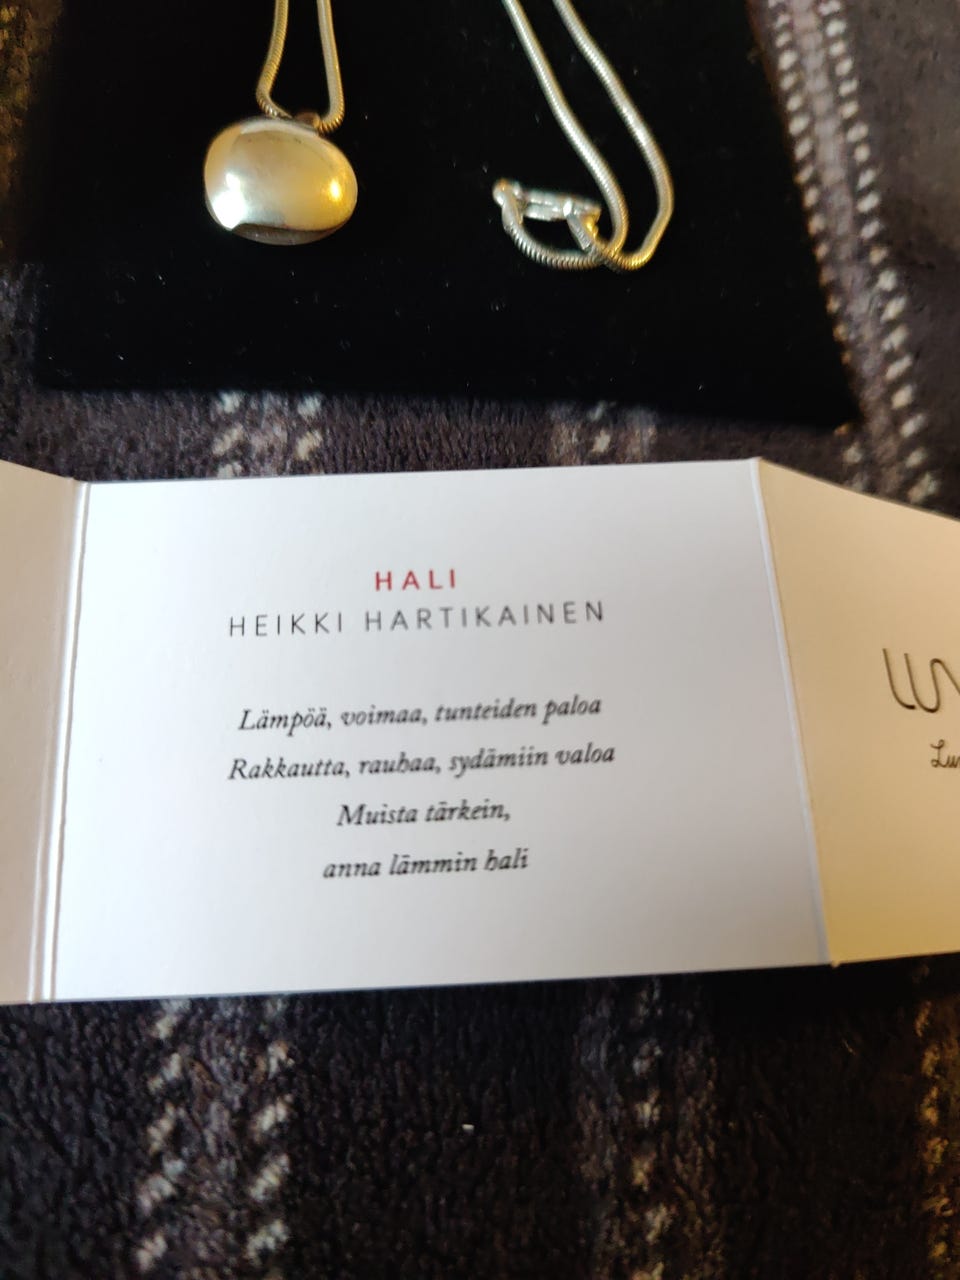 HALI
HEIKKI HARTIKAINEN
Lämpöä, voimaa, tunteiden paloa
Rakkautta, rauhaa, sydämiin valoa
Muista tärkein,
anna lämmin hali